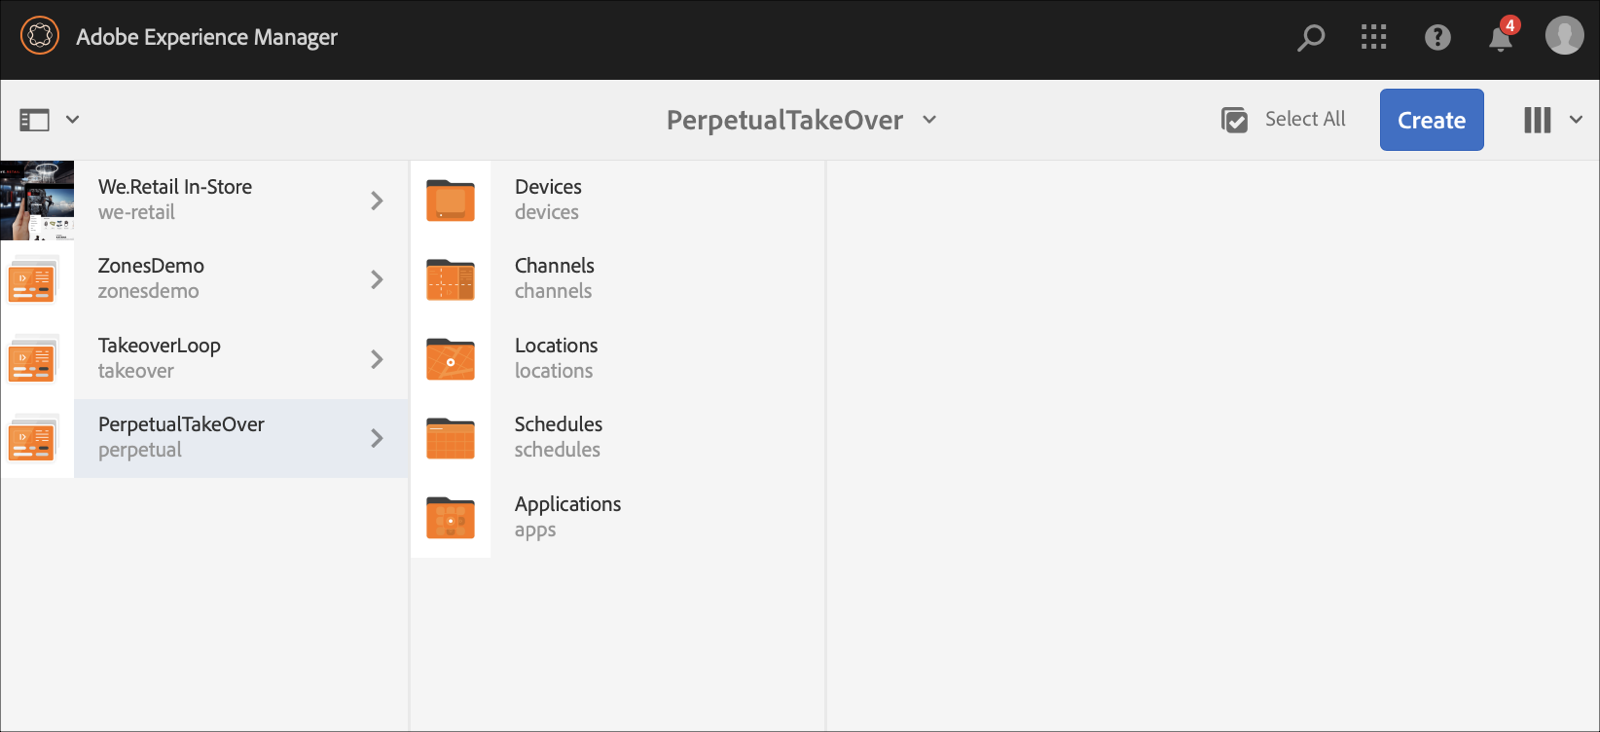 Adobe Experience Manager
4
PerpetualTakeOver
Select All
Create
We.Retail In-Store
we-retail
ZonesDemo
zonesdemo
TakeoverLoop
takeover
PerpetualTakeOver
perpetual
Devices
devices
Channels
channels
Locations
locations
Schedules
schedules
Applications
apps